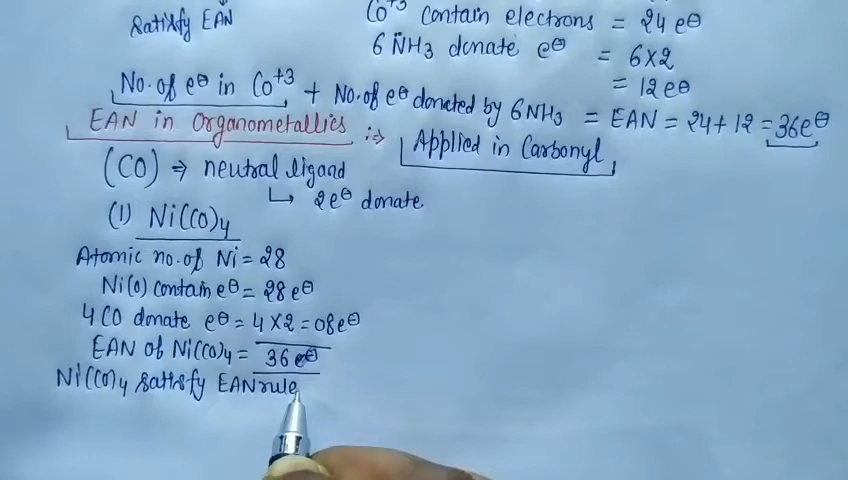 Satisfy EAN
Co+3 contain electrons = 24 e⊖
6 N̈H3 donate e⊖ = 6×2
= 12 e⊖
No. of e⊖ in Co+3 + No. of e⊖ donated by 6NH3 = EAN = 24 + 12 = 36e⊖
EAN in Organometallics ⇒ Applied in Carbonyl
(CO) ⇒ neutral ligand
↳ 2e⊖ donate
(1) Ni(CO)4
Atomic no. of Ni = 28
Ni(0) contain e⊖ = 28 e⊖
4 CO donate e⊖ = 4 × 2 = 08 e⊖
EAN of Ni(CO)4 = 36 e⊖
Ni(CO)4 satisfy EAN rule